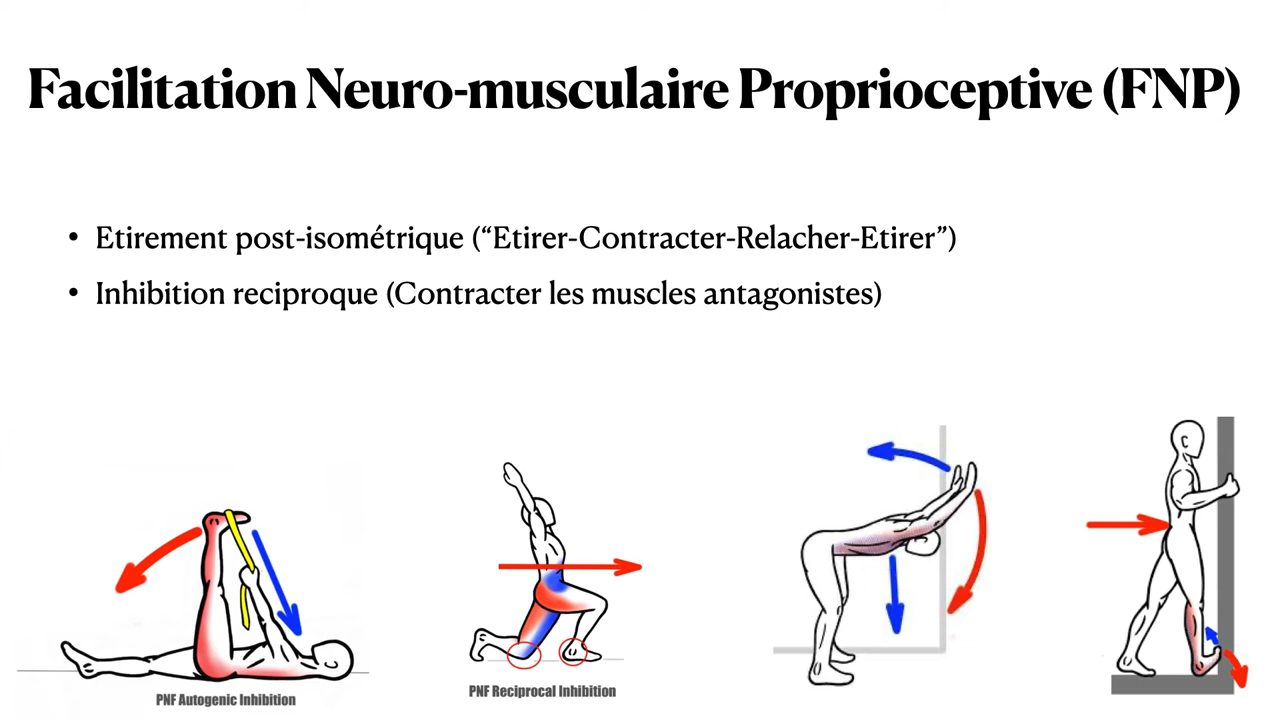 Facilitation Neuro-musculaire Proprioceptive (FNP)
• Etirement post-isométrique (“Etirer-Contracter-Relacher-Etirer”)
• Inhibition reciproque (Contracter les muscles antagonistes)
PNF Autogenic Inhibition
PNF Reciprocal Inhibition